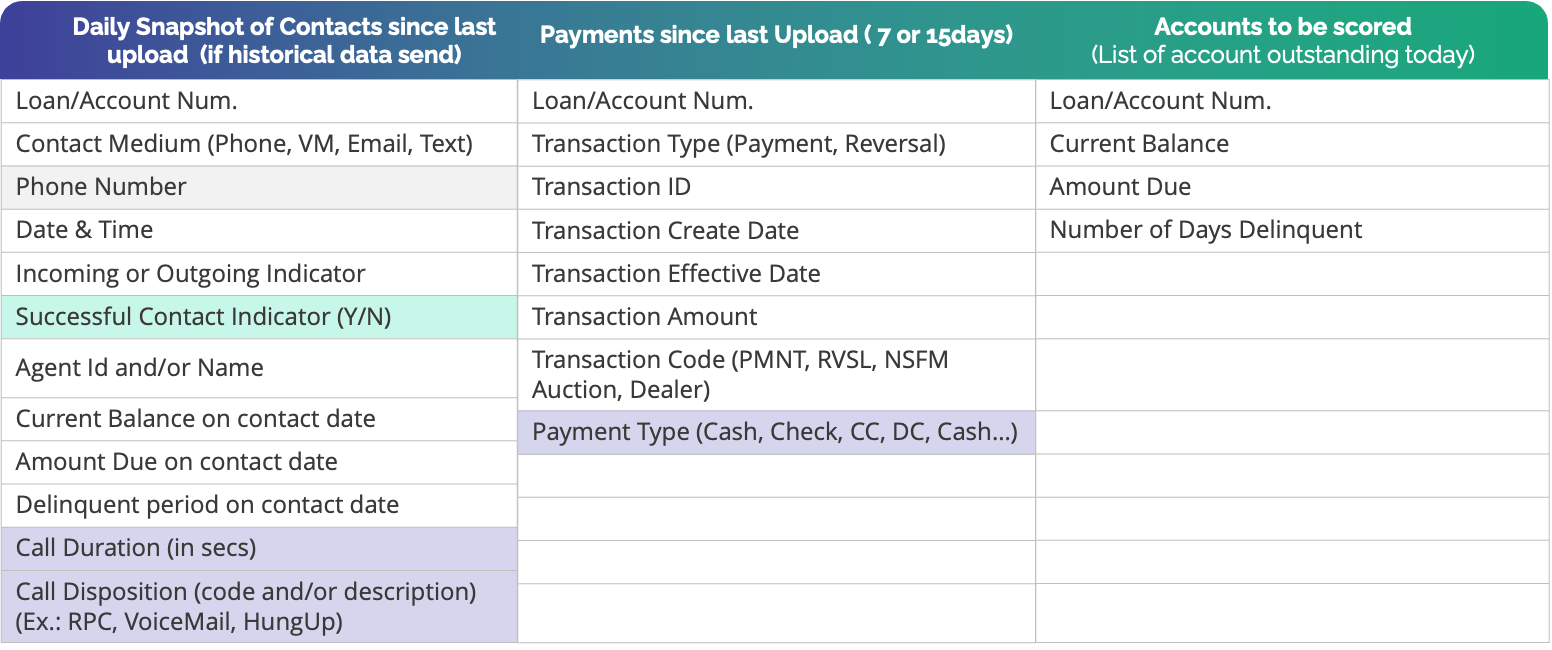 Daily Snapshot of Contacts since last
upload (if historical data send)
Payments since last Upload ( 7 or 15days)
Accounts to be scored
(List of account outstanding today)
Loan/Account Num.
Loan/Account Num.
Loan/Account Num.
Contact Medium (Phone, VM, Email, Text)
Transaction Type (Payment, Reversal)
Current Balance
Phone Number
Transaction ID
Amount Due
Date & Time
Transaction Create Date
Number of Days Delinquent
Incoming or Outgoing Indicator
Transaction Effective Date
Successful Contact Indicator (Y/N)
Transaction Amount
Agent Id and/or Name
Transaction Code (PMNT, RVSL, NSFM
Auction, Dealer)
Current Balance on contact date
Payment Type (Cash, Check, CC, DC, Cash...)
Amount Due on contact date
Delinquent period on contact date
Call Duration (in secs)
Call Disposition (code and/or description)
(Ex.: RPC, VoiceMail, HungUp)